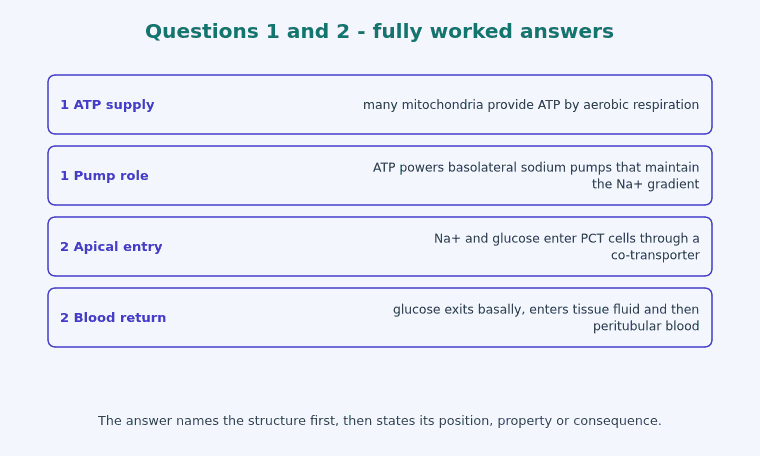 Questions 1 and 2 - fully worked answers
1 ATP supply
many mitochondria provide ATP by aerobic respiration
1 Pump role
ATP powers basolateral sodium pumps that maintain
the Na+ gradient
2 Apical entry
Na+ and glucose enter PCT cells through a
co-transporter
2 Blood return
glucose exits basally, enters tissue fluid and then
peritubular blood
The answer names the structure first, then states its position, property or consequence.